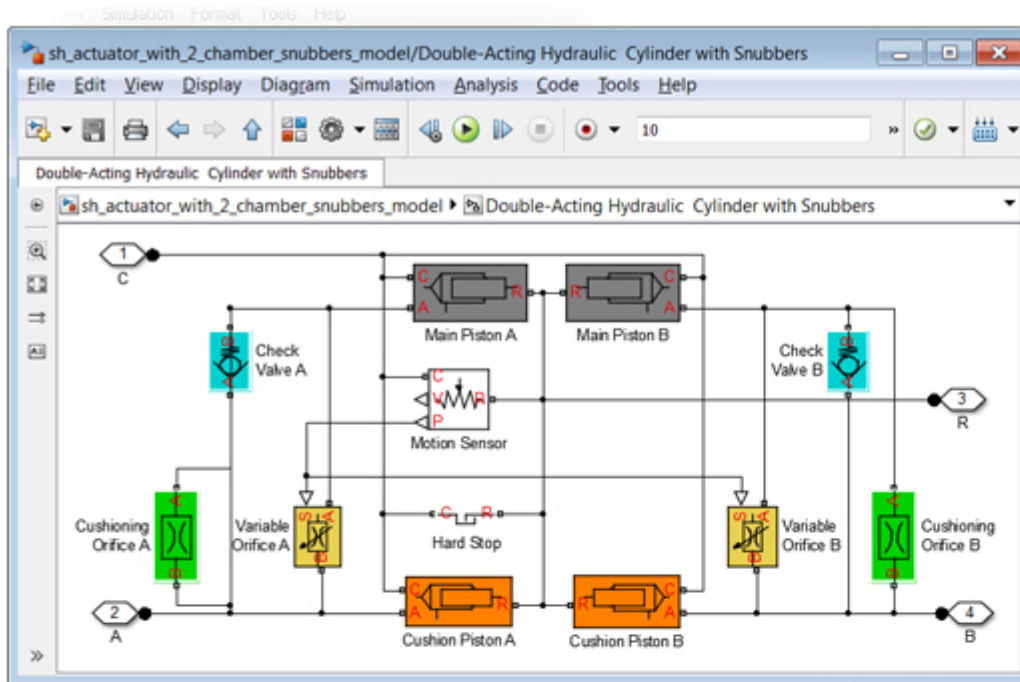 Simulation Format Tools Help
sh_actuator_with_2_chamber_snubbers_model/Double-Acting Hydraulic Cylinder with Snubbers
File Edit View Display Diagram Simulation Analysis Code Tools Help
10
»
Double-Acting Hydraulic Cylinder with Snubbers
sh_actuator_with_2_chamber_snubbers_model Double-Acting Hydraulic Cylinder with Snubbers
1
C
C
A
R
Main Piston A
R
C
A
Main Piston B
B
A
Check
Valve A
C
V
P
R
Motion Sensor
B
A
Check
Valve B
3
R
A
B
Cushioning
Orifice A
S
A
B
Variable
Orifice A
C R
Hard Stop
S
A
B
Variable
Orifice B
A
B
Cushioning
Orifice B
2
A
C
A
R
Cushion Piston A
R
C
A
Cushion Piston B
4
B
»